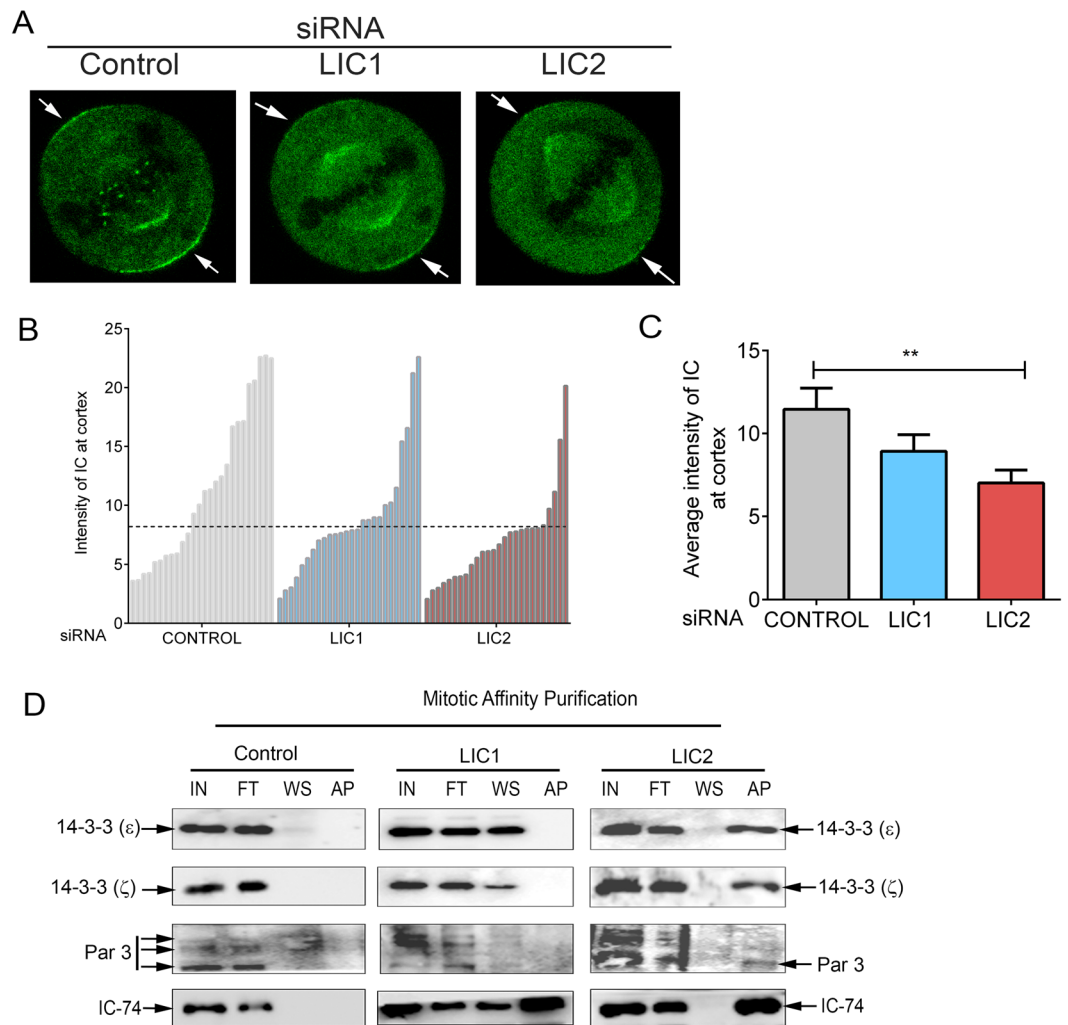 A
siRNA
Control LIC1 LIC2
B
Intensity of IC at cortex
25
20
15
10
5
0
siRNA CONTROL LIC1 LIC2
C
Average intensity of IC
at cortex
15
10
5
0
**
siRNA CONTROL LIC1 LIC2
D
Mitotic Affinity Purification
Control LIC1 LIC2
IN FT WS AP IN FT WS AP IN FT WS AP
14-3-3 (ε) 14-3-3 (ε)
14-3-3 (ζ) 14-3-3 (ζ)
Par 3 Par 3
IC-74 IC-74